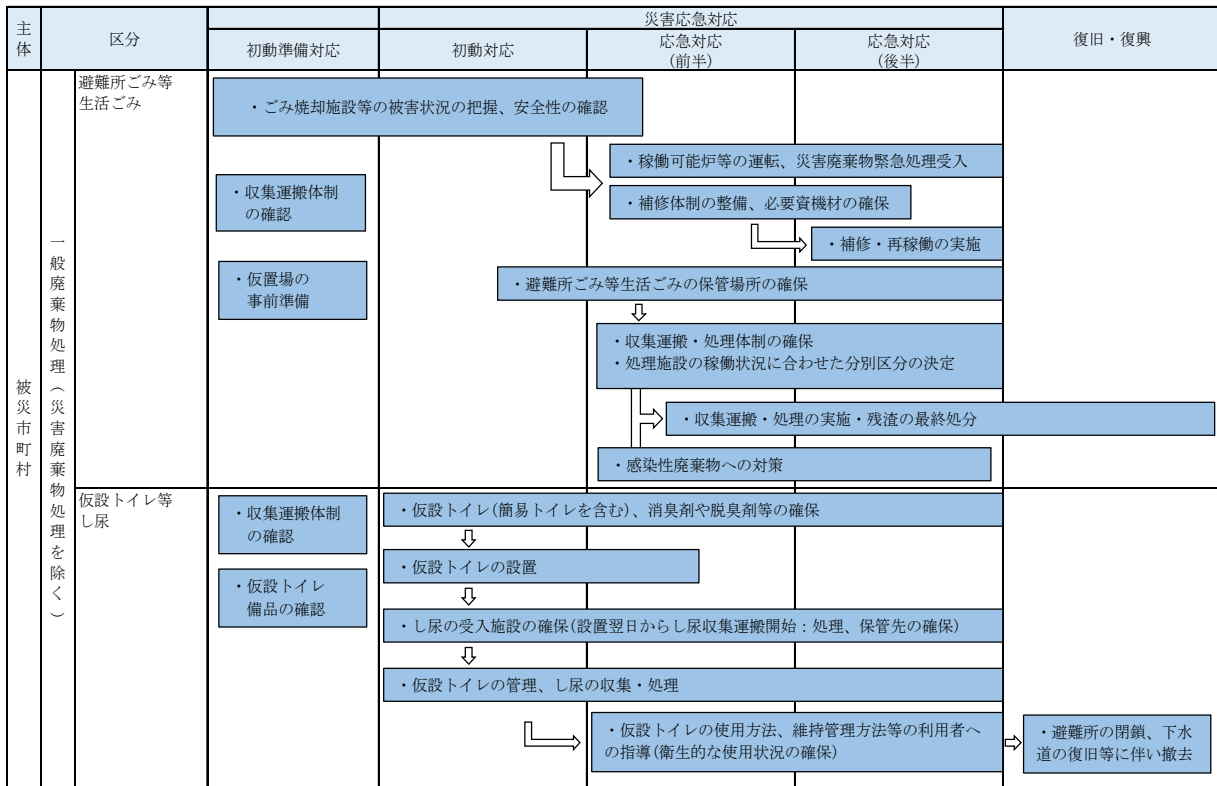 主体
区分
災害応急対応
初動準備対応
初動対応
応急対応
(前半)
応急対応
(後半)
復旧・復興
被災市町村
一般廃棄物処理(災害廃棄物処理を除く)
避難所ごみ等
生活ごみ
・ごみ焼却施設等の被害状況の把握、安全性の確認
・稼働可能炉等の運転、災害廃棄物緊急処理受入
・収集運搬体制
の確認
・補修体制の整備、必要資機材の確保
・補修・再稼働の実施
・仮置場の
事前準備
・避難所ごみ等生活ごみの保管場所の確保
・収集運搬・処理体制の確保
・処理施設の稼働状況に合わせた分別区分の決定
・収集運搬・処理の実施・残渣の最終処分
・感染性廃棄物への対策
仮設トイレ等
し尿
・収集運搬体制
の確認
・仮設トイレ(簡易トイレを含む)、消臭剤や脱臭剤等の確保
・仮設トイレの設置
・仮設トイレ
備品の確認
・し尿の受入施設の確保(設置翌日からし尿収集運搬開始：処理、保管先の確保)
・仮設トイレの管理、し尿の収集・処理
・仮設トイレの使用方法、維持管理方法等の利用者へ
の指導(衛生的な使用状況の確保)
・避難所の閉鎖、下水
道の復旧等に伴い撤去